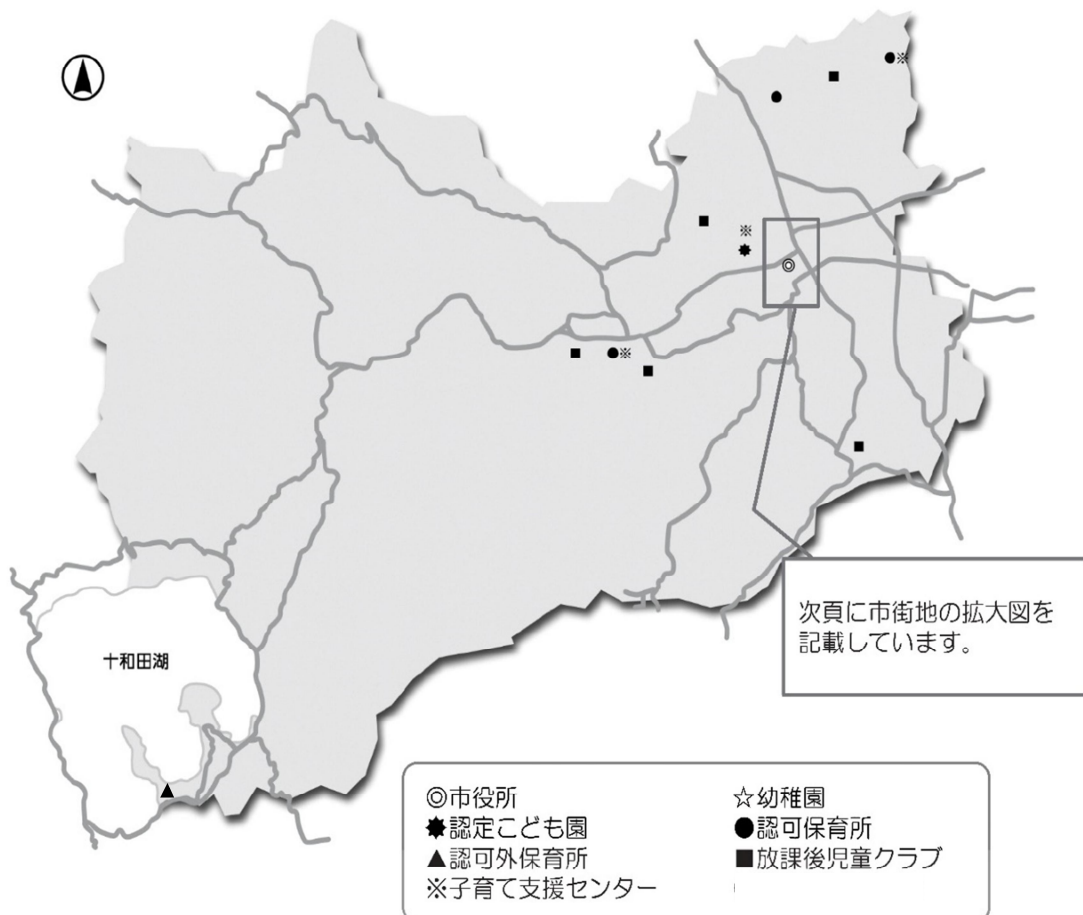 十和田湖
次頁に市街地の拡大図を
記載しています。
◎市役所
☆幼稚園
✸認定こども園
●認可保育所
▲認可外保育所
■放課後児童クラブ
※子育て支援センター